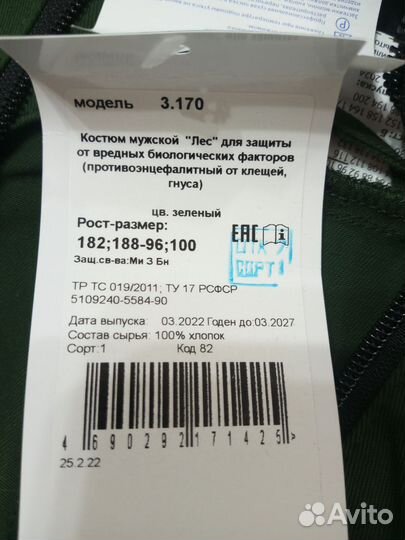 модель 3.170
Костюм мужской "Лес" для защиты
от вредных биологических факторов
(противоэнцефалитный от клещей,
гнуса)
цв. зеленый
Рост-размер:
182;188-96;100
Защ.св-ва:Ми З Бн
EAC
ОТК
СОРТ 1
ТР ТС 019/2011; ТУ 17 РСФСР
5109240-5584-90
Дата выпуска: 03.2022 Годен до:03.2027
Состав сырья: 100% хлопок
Сорт:1 Код 82
4 690292 171425 >
25.2.22
Avito